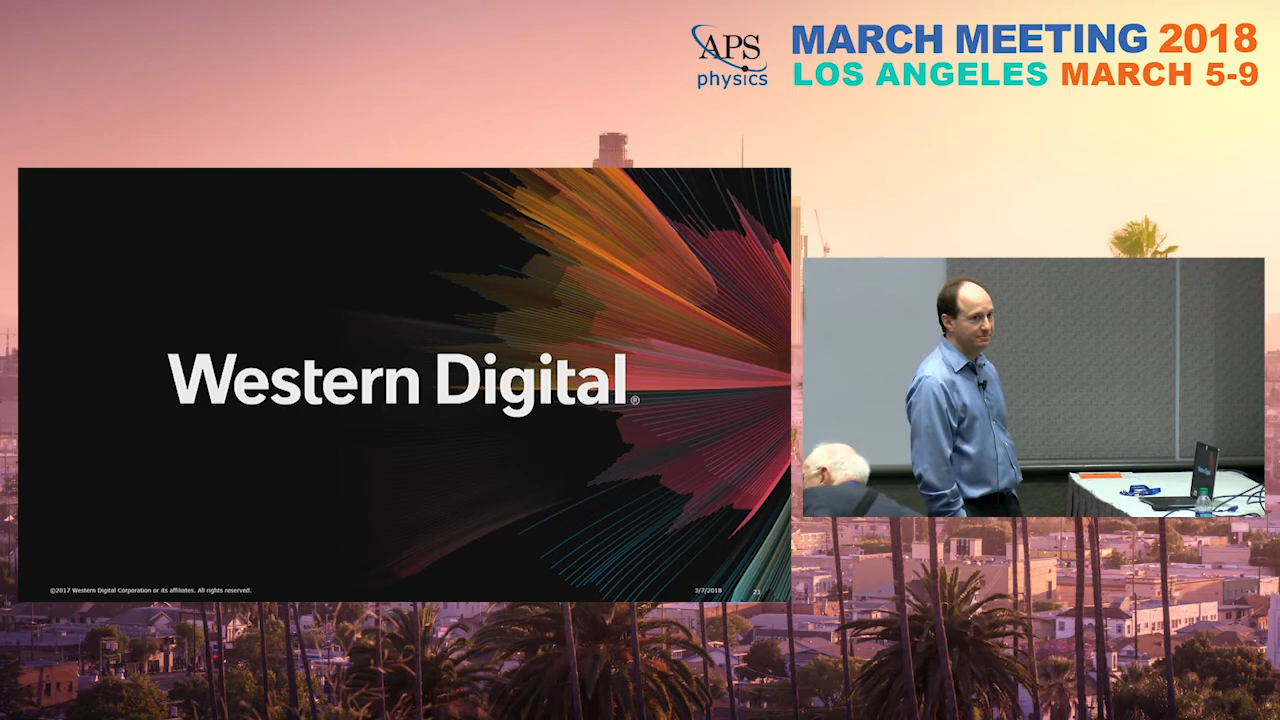 APS
physics
MARCH MEETING 2018
LOS ANGELES MARCH 5-9
Western Digital®
©2017 Western Digital Corporation or its affiliates. All rights reserved.
3/7/2018
23